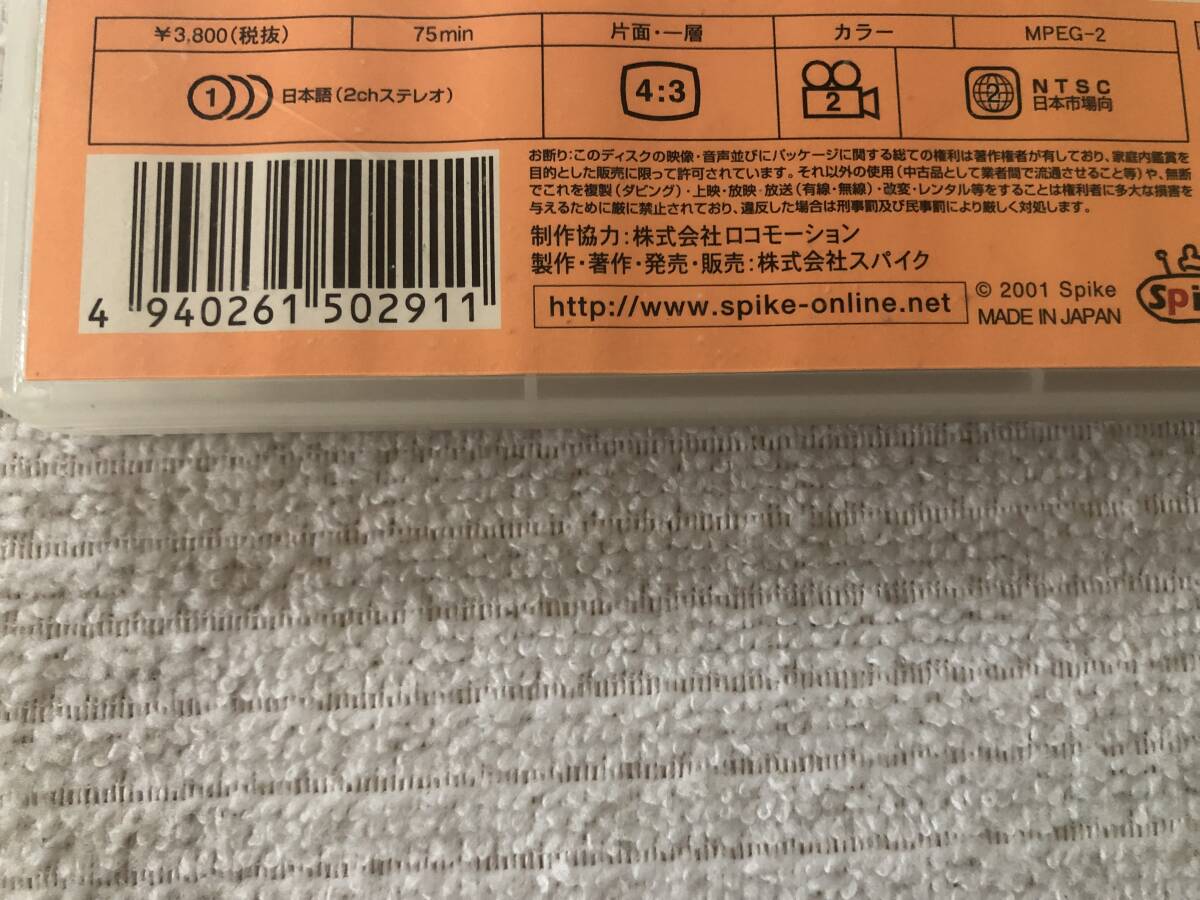 ¥3,800(税抜) 75min 片面・一層 カラー MPEG-2
1 日本語(2chステレオ) 4:3 2 2 NTSC
日本市場向
お断り:このディスクの映像・音声並びにパッケージに関する総ての権利は著作権者が有しており、家庭内鑑賞を
目的とした販売に限って許可されています。それ以外の使用(中古品として業者間で流通させること等)や、無断
でこれを複製(ダビング)・上映・放映・放送(有線・無線)・改変・レンタル等をすることは権利者に多大な損害を
与えるために厳に禁止されており、違反した場合は刑事罰及び民事罰により厳しく対処します。
制作協力:株式会社ロコモーション
製作・著作・発売・販売:株式会社スパイク
http://www.spike-online.net
© 2001 Spike
MADE IN JAPAN
Spi
4 940261 502911